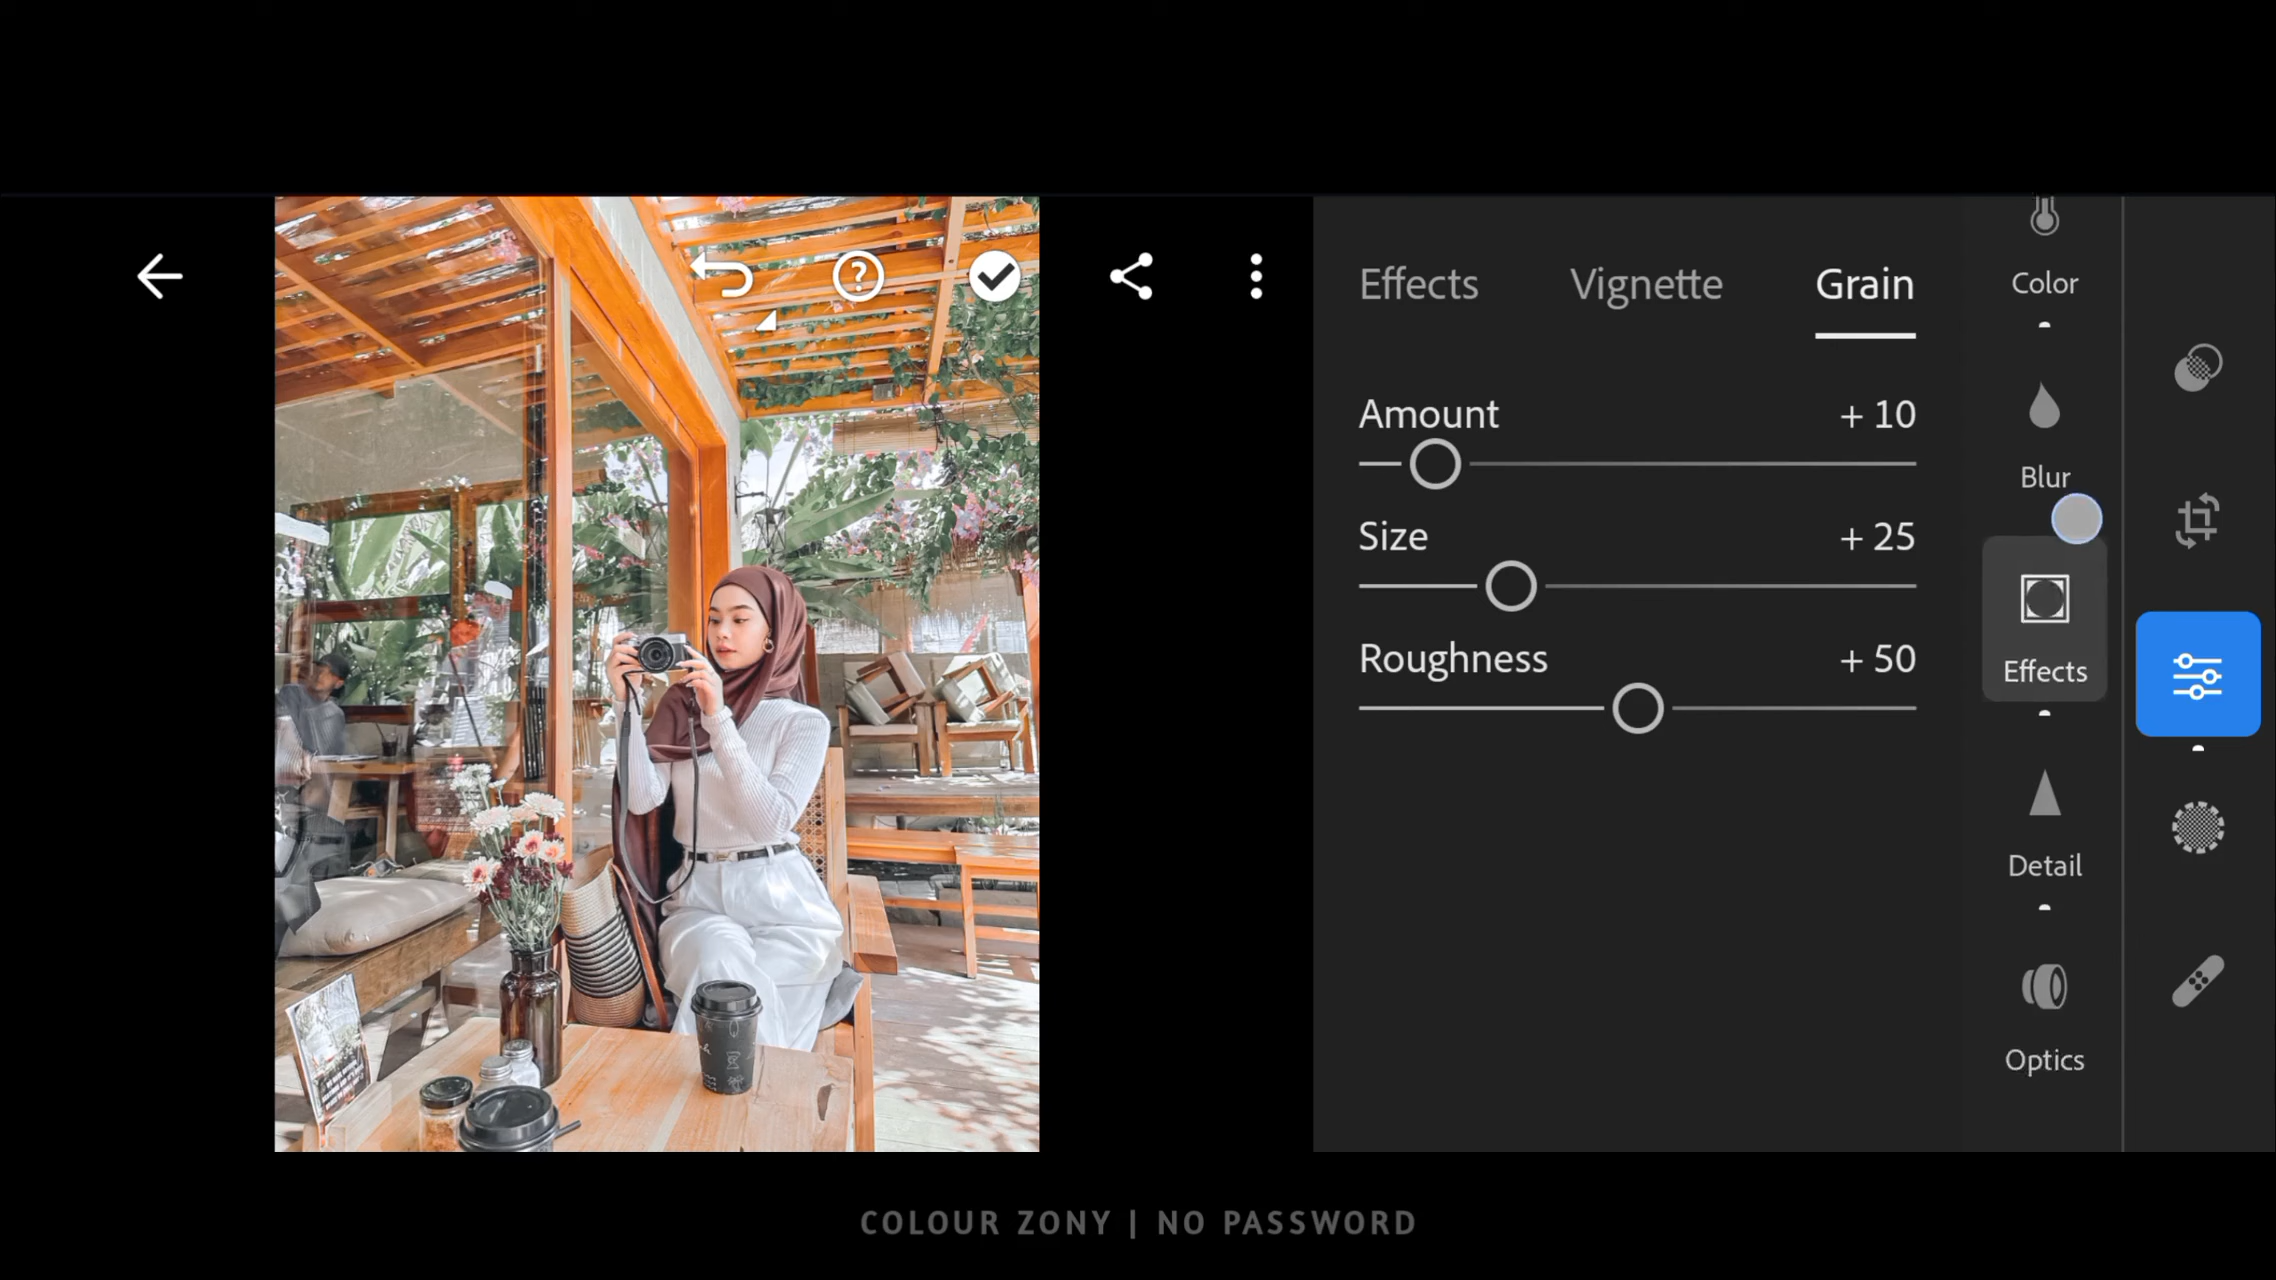 Effects Vignette Grain
Amount + 10
Size + 25
Roughness + 50
Color
Blur
Effects
Detail
Optics
COLOUR ZONY | NO PASSWORD